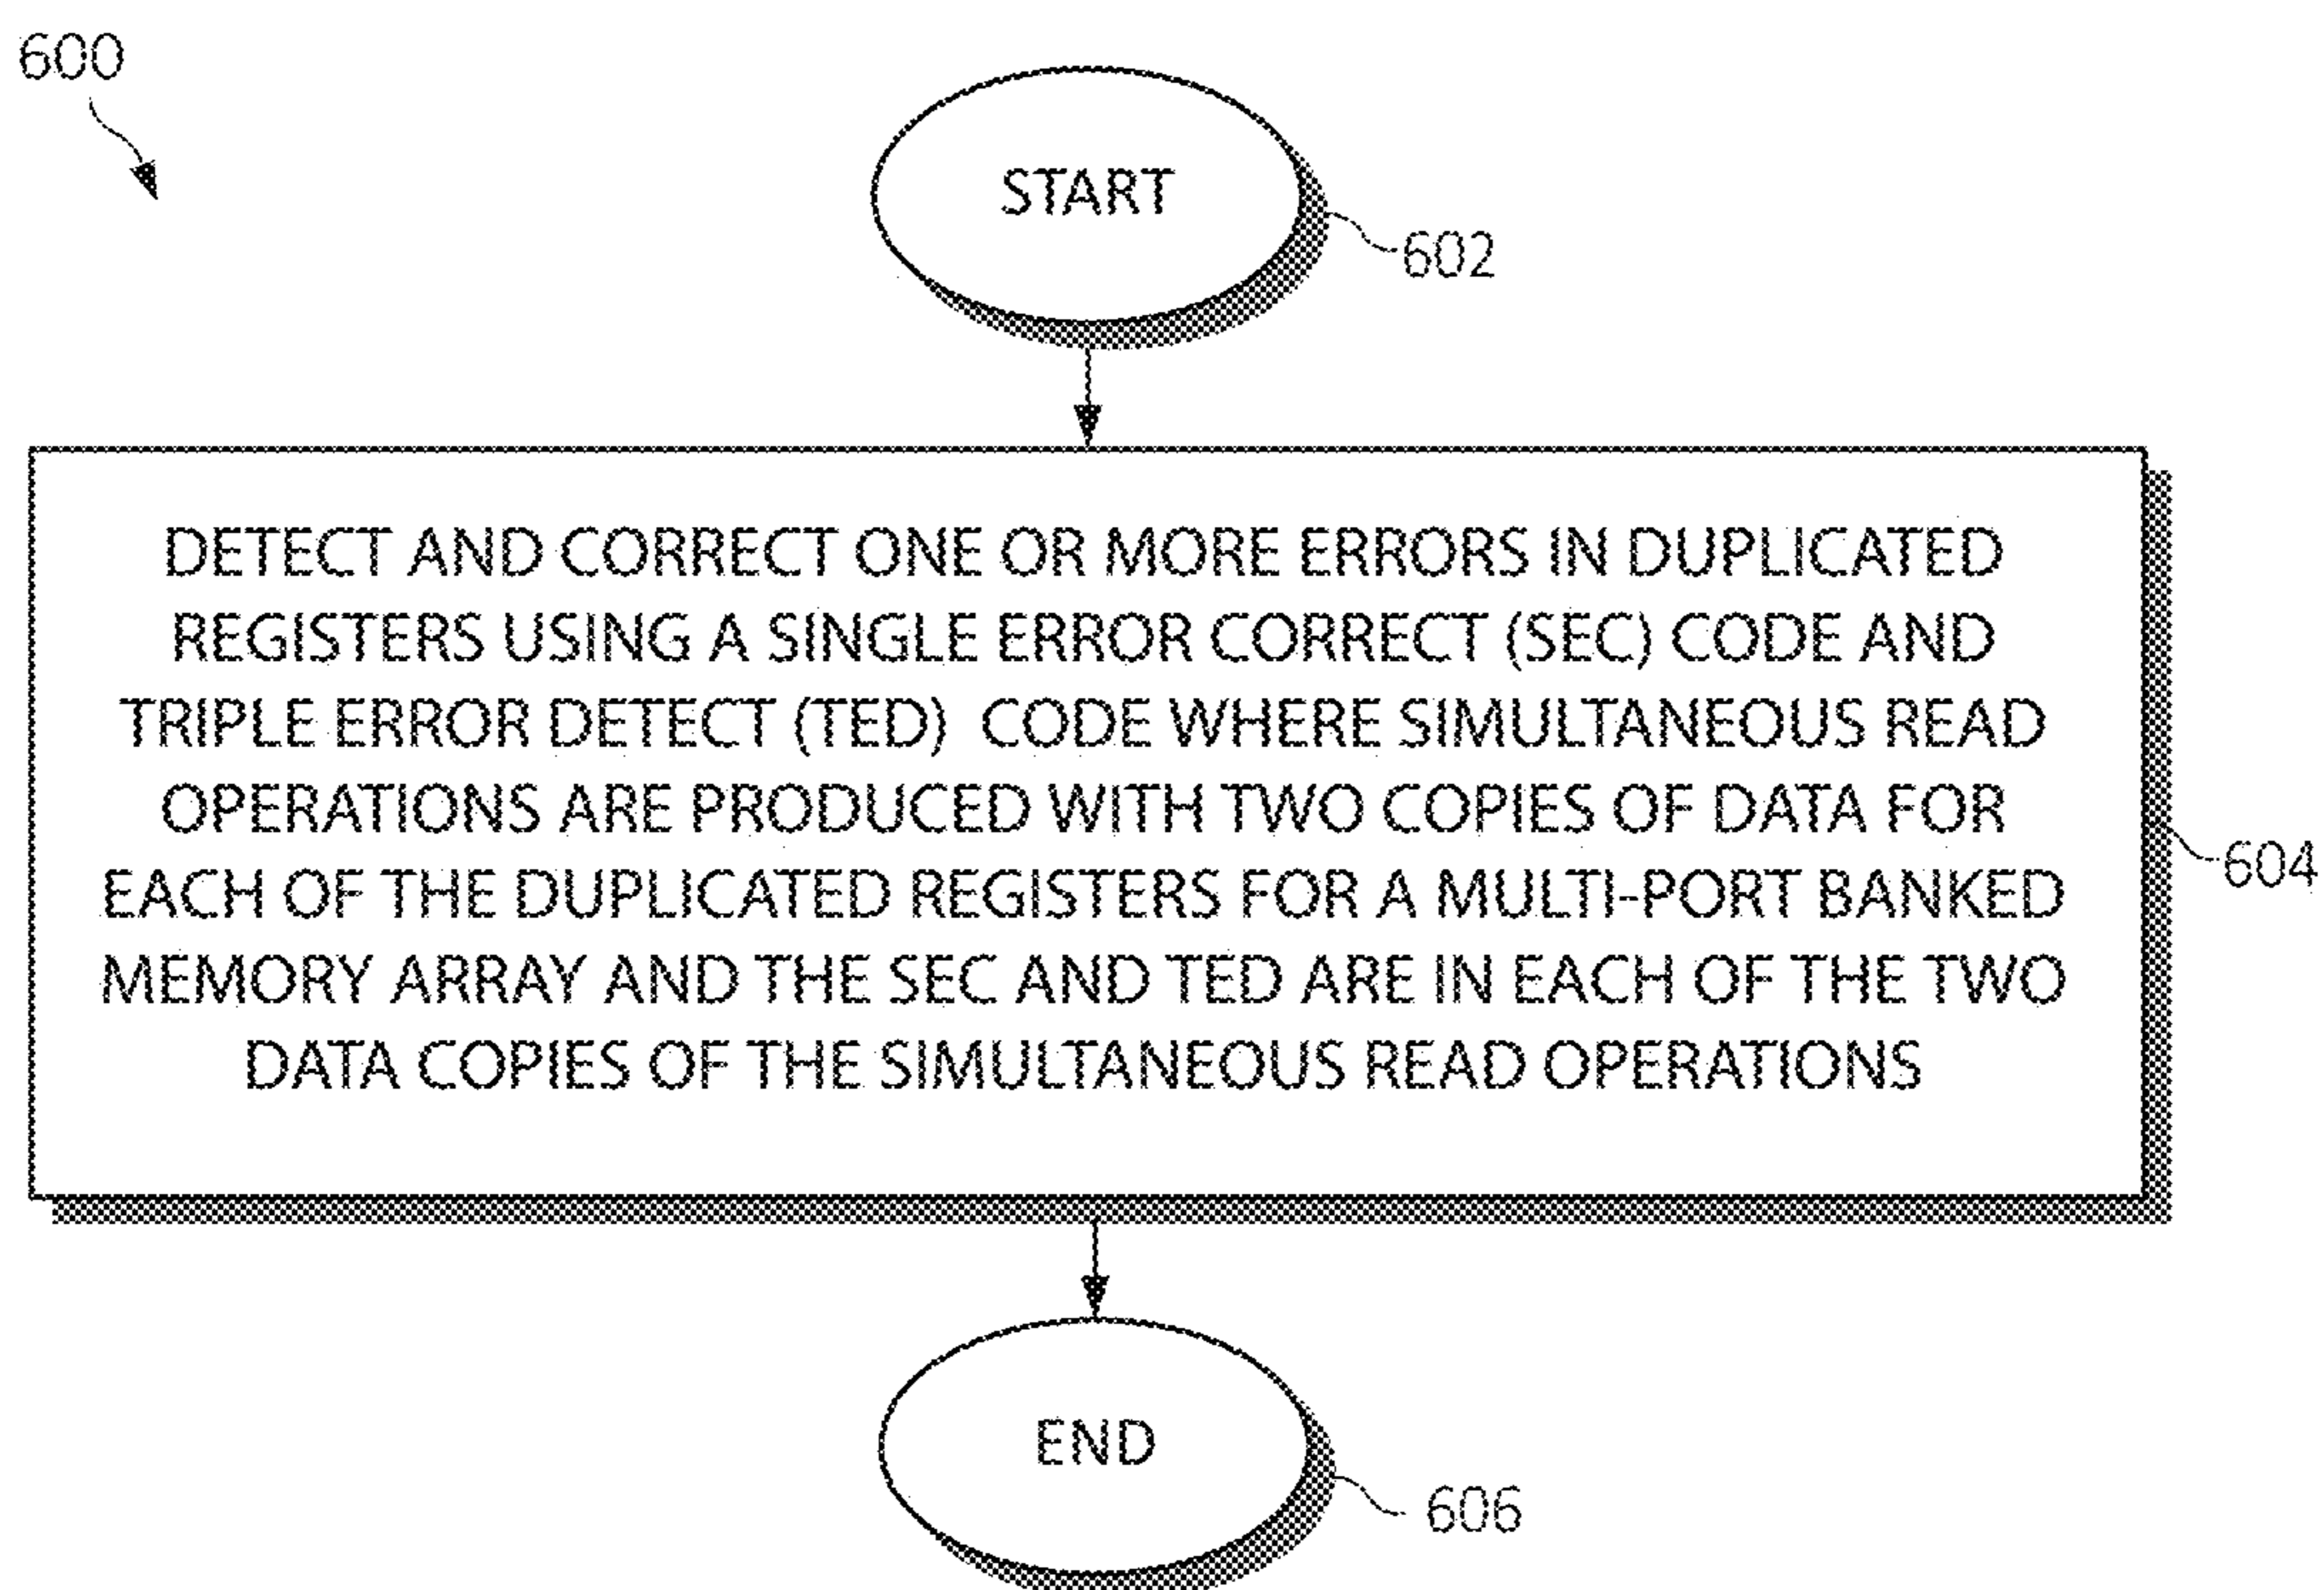 600
START
602
DETECT AND CORRECT ONE OR MORE ERRORS IN DUPLICATED
REGISTERS USING A SINGLE ERROR CORRECT (SEC) CODE AND
TRIPLE ERROR DETECT (TED) CODE WHERE SIMULTANEOUS READ
OPERATIONS ARE PRODUCED WITH TWO COPIES OF DATA FOR
EACH OF THE DUPLICATED REGISTERS FOR A MULTI-PORT BANKED
MEMORY ARRAY AND THE SEC AND TED ARE IN EACH OF THE TWO
DATA COPIES OF THE SIMULTANEOUS READ OPERATIONS
604
END
606